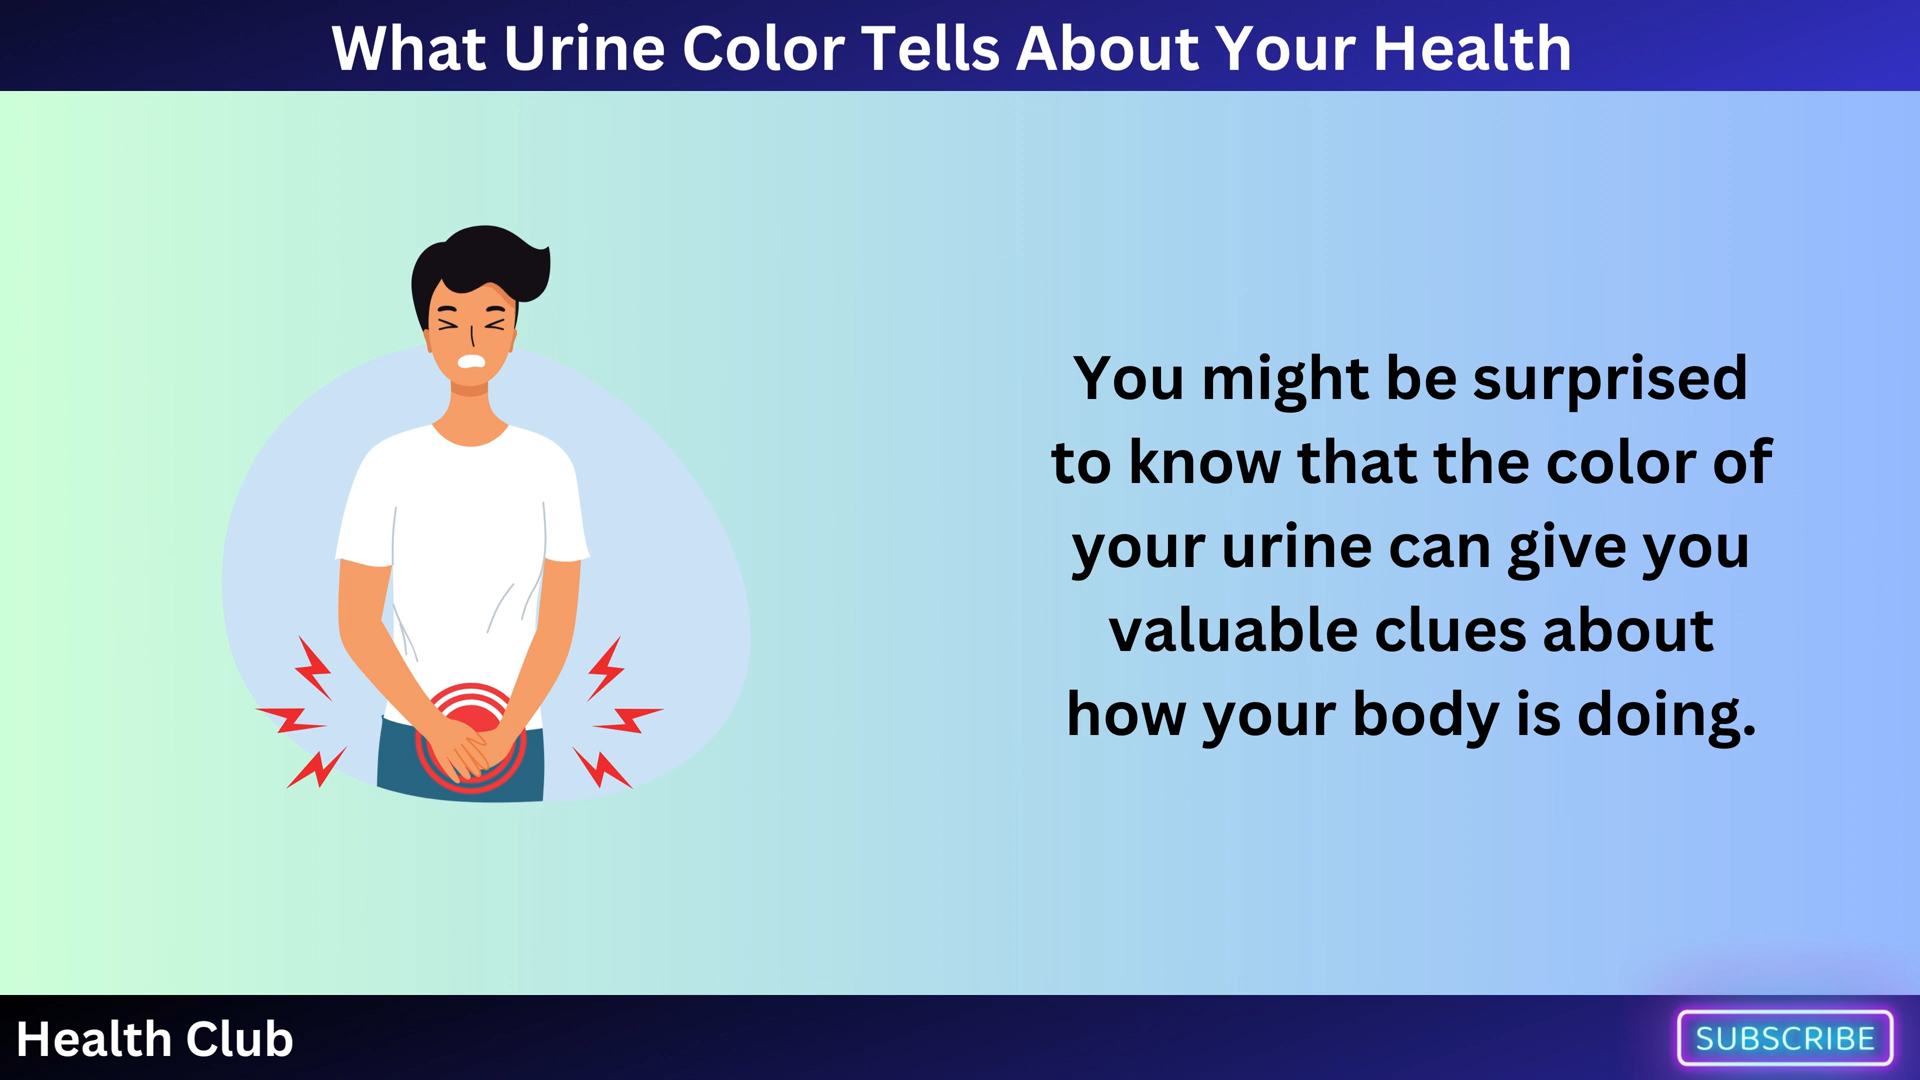 What Urine Color Tells About Your Health
You might be surprised
to know that the color of
your urine can give you
valuable clues about
how your body is doing.
Health Club
SUBSCRIBE